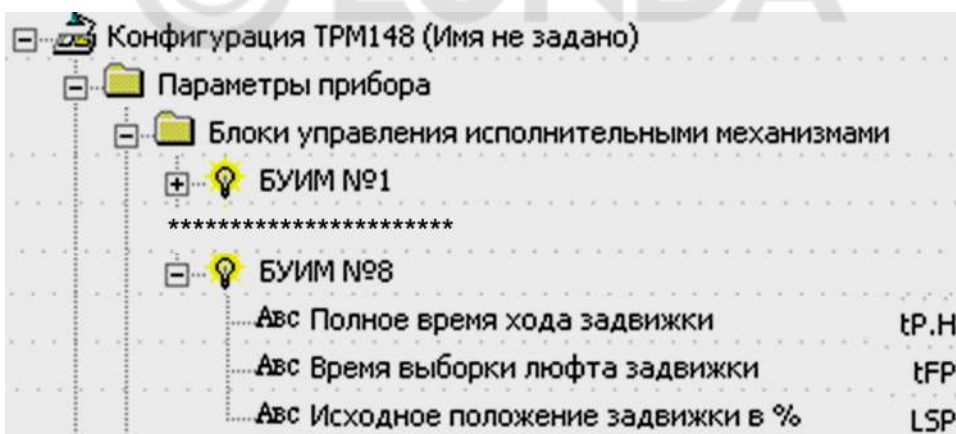 Конфигурация ТРМ148 (Имя не задано)
Параметры прибора
Блоки управления исполнительными механизмами
БУИМ №1
***********************
БУИМ №8
Авс Полное время хода задвижки tP.H
Авс Время выборки люфта задвижки tFP
Авс Исходное положение задвижки в % LSP